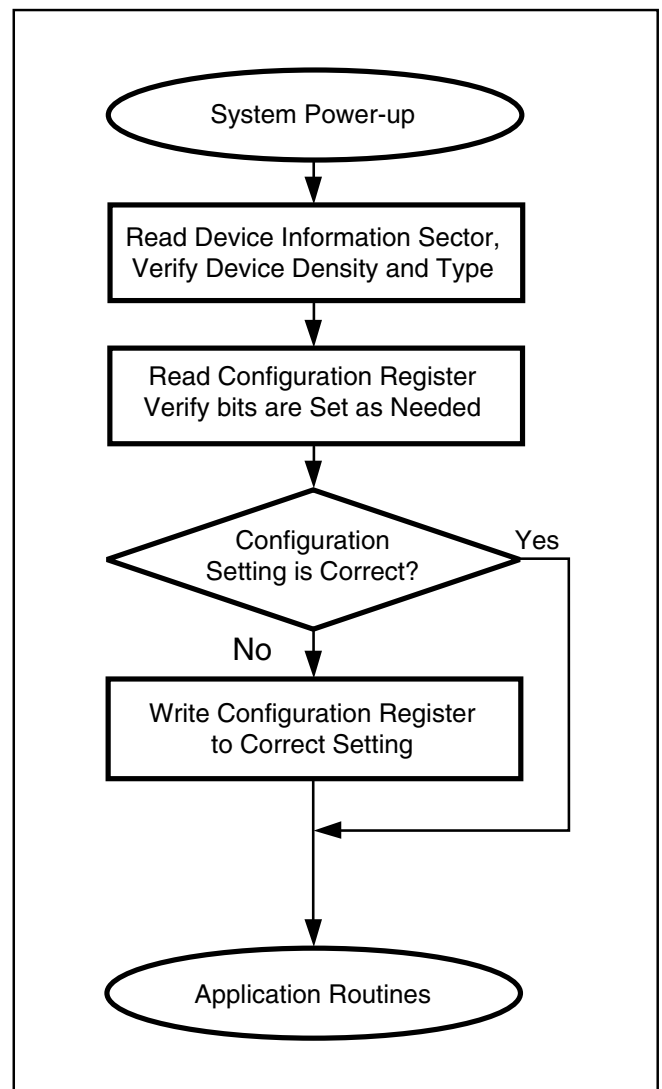 System Power-up
Read Device Information Sector,
Verify Device Density and Type
Read Configuration Register
Verify bits are Set as Needed
Configuration
Setting is Correct?
Yes
No
Write Configuration Register
to Correct Setting
Application Routines